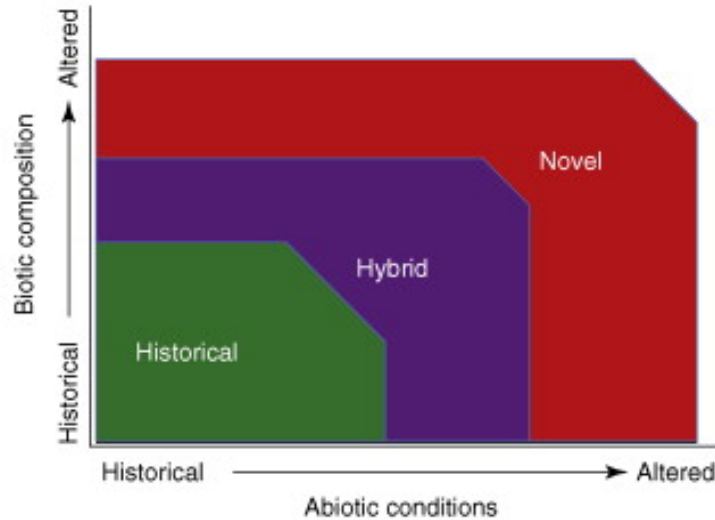 Altered
Novel
Biotic composition
Hybrid
Historical
Historical
Historical
Altered
Abiotic conditions